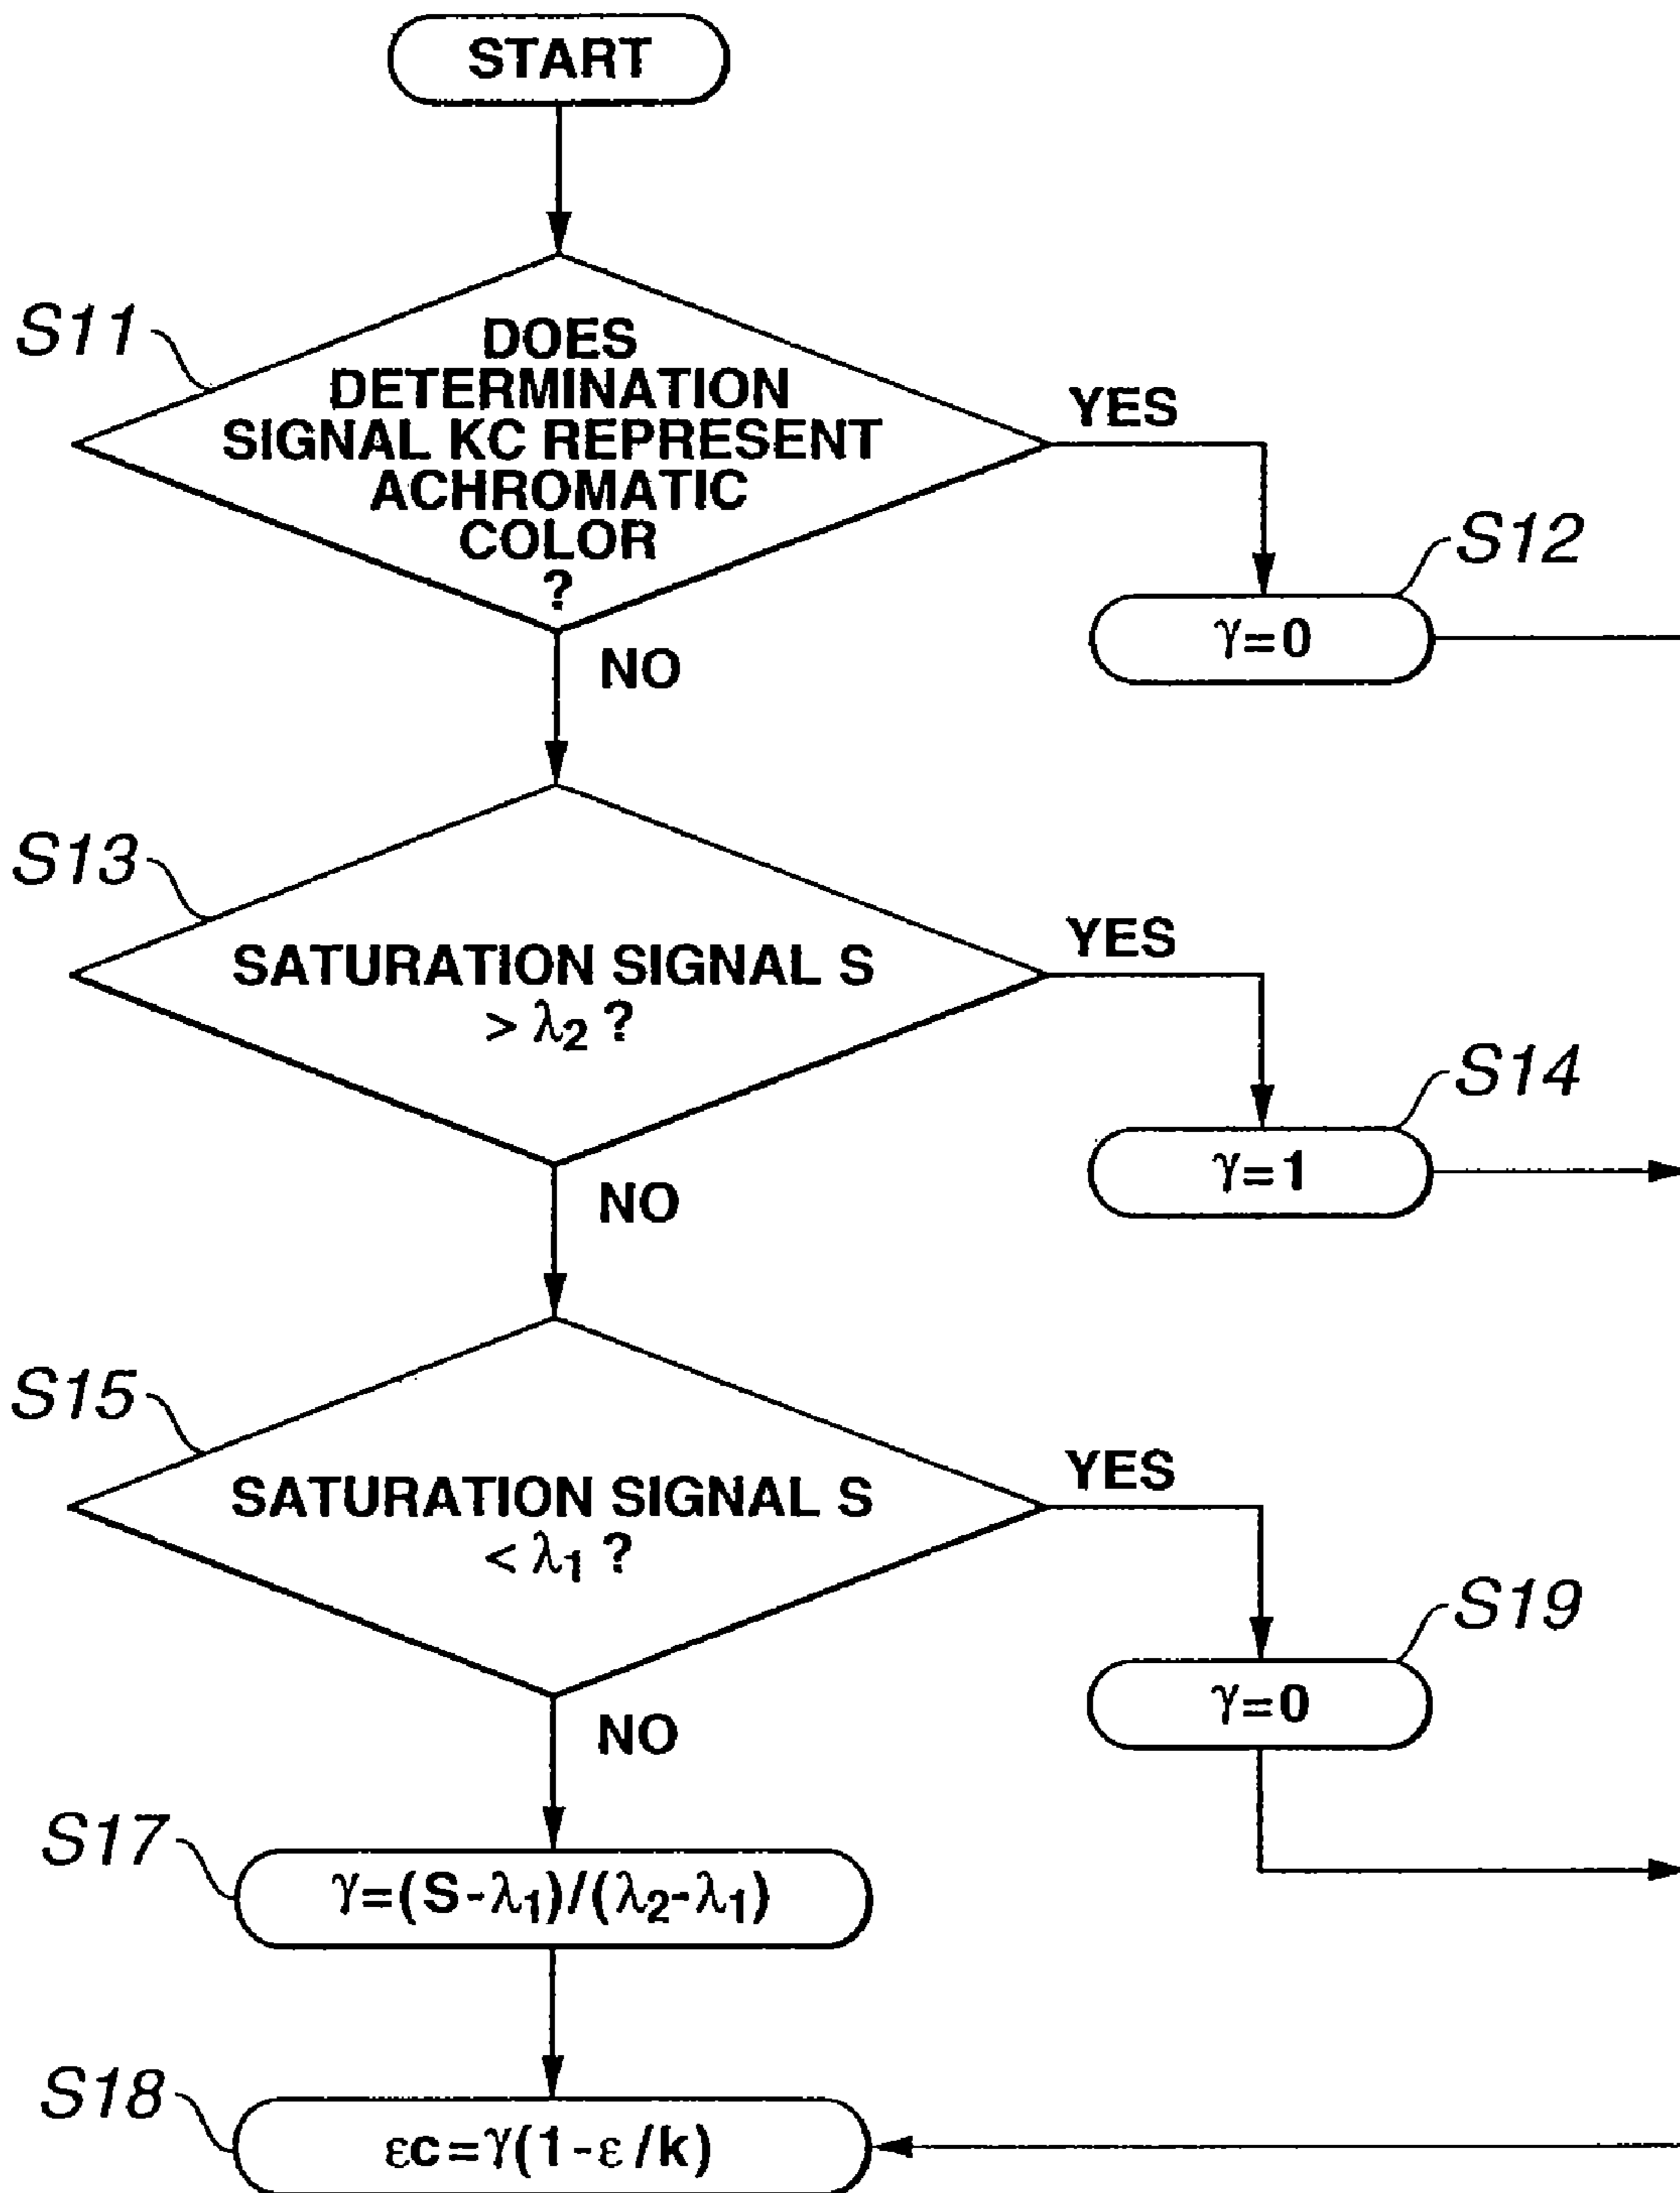 START
S11
DOES
DETERMINATION
SIGNAL KC REPRESENT
ACHROMATIC
COLOR
?
YES
NO
S12
γ=0
S13
SATURATION SIGNAL S
> λ2 ?
YES
NO
S14
γ=1
S15
SATURATION SIGNAL S
< λ1 ?
YES
NO
S19
γ=0
S17
γ=(S-λ1)/(λ2-λ1)
S18
εc=γ(1-ε/k)